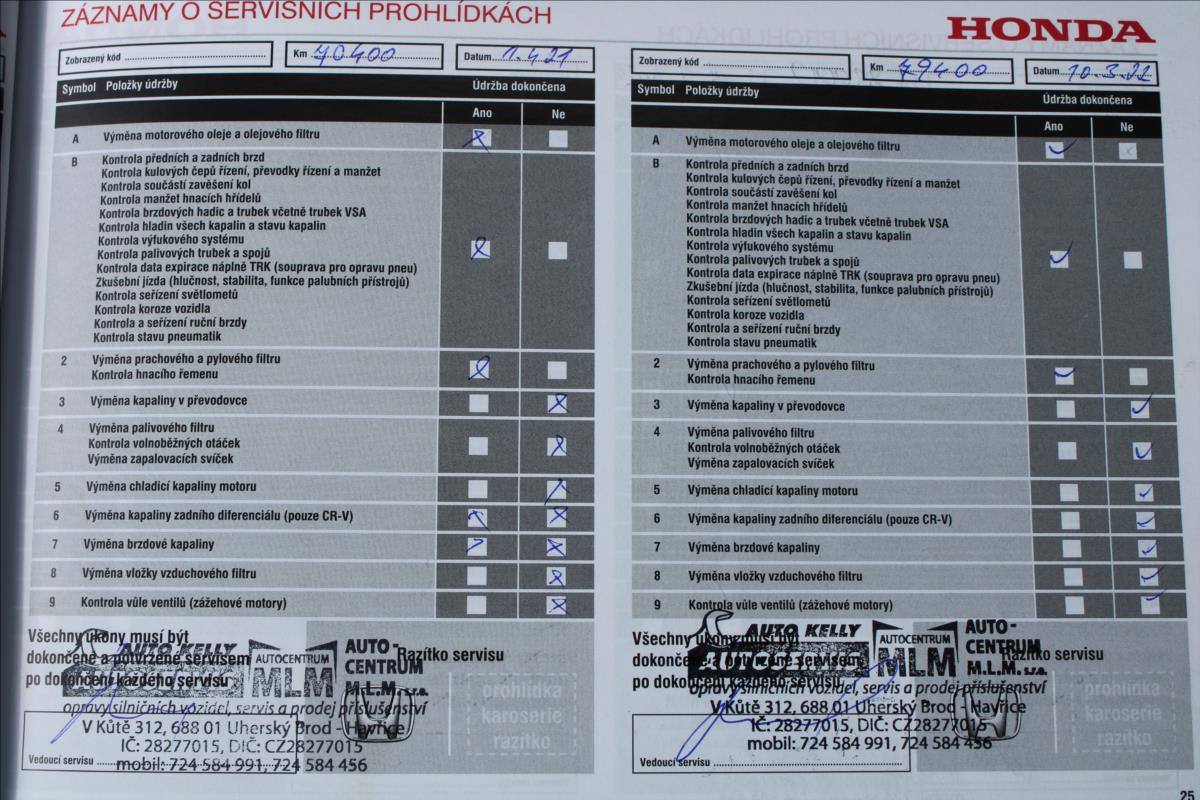 ZÁZNAMY O SERVISNÍCH PROHLÍDKÁCH
HONDA
Zobrazený kód
Km 70400
Datum 1.4.21
Symbol Položky údržby
Údržba dokončena
Ano Ne
A Výměna motorového oleje a olejového filtru
B Kontrola předních a zadních brzd
Kontrola kulových čepů řízení, převodky řízení a manžet
Kontrola součástí zavěšení kol
Kontrola manžet hnacích hřídelů
Kontrola brzdových hadic a trubek včetně trubek VSA
Kontrola hladin všech kapalin a stavu kapalin
Kontrola výfukového systému
Kontrola palivových trubek a spojů
Kontrola data expirace náplně TRK (souprava pro opravu pneu)
Zkušební jízda (hlučnost, stabilita, funkce palubních přístrojů)
Kontrola seřízení světlometů
Kontrola koroze vozidla
Kontrola a seřízení ruční brzdy
Kontrola stavu pneumatik
2 Výměna prachového a pylového filtru
Kontrola hnacího řemenu
3 Výměna kapaliny v převodovce
4 Výměna palivového filtru
Kontrola volnoběžných otáček
Výměna zapalovacích svíček
5 Výměna chladicí kapaliny motoru
6 Výměna kapaliny zadního diferenciálu (pouze CR-V)
7 Výměna brzdové kapaliny
8 Výměna vložky vzduchového filtru
9 Kontrola vůle ventilů (zážehové motory)
Všechny úkony musí být
dokončené a potvrzené servisem
po dokončení každého servisu
AUTO KELLY
AUTOCENTRUM
MLM
AUTO-
CENTRUM
M.L.M. s.r.o.
Razítko servisu
opravy silničních vozidel, servis a prodej příslušenství
V Kůtě 312, 688 01 Uherský Brod - Havřice
IČ: 28277015, DIČ: CZ28277015
mobil: 724 584 991, 724 584 456
Vedoucí servisu
prohlídka
karoserie
razítko
Zobrazený kód
Km 79400
Datum 10.3.22
Symbol Položky údržby
Údržba dokončena
Ano Ne
A Výměna motorového oleje a olejového filtru
B Kontrola předních a zadních brzd
Kontrola kulových čepů řízení, převodky řízení a manžet
Kontrola součástí zavěšení kol
Kontrola manžet hnacích hřídelů
Kontrola brzdových hadic a trubek včetně trubek VSA
Kontrola hladin všech kapalin a stavu kapalin
Kontrola výfukového systému
Kontrola palivových trubek a spojů
Kontrola data expirace náplně TRK (souprava pro opravu pneu)
Zkušební jízda (hlučnost, stabilita, funkce palubních přístrojů)
Kontrola seřízení světlometů
Kontrola koroze vozidla
Kontrola a seřízení ruční brzdy
Kontrola stavu pneumatik
2 Výměna prachového a pylového filtru
Kontrola hnacího řemenu
3 Výměna kapaliny v převodovce
4 Výměna palivového filtru
Kontrola volnoběžných otáček
Výměna zapalovacích svíček
5 Výměna chladicí kapaliny motoru
6 Výměna kapaliny zadního diferenciálu (pouze CR-V)
7 Výměna brzdové kapaliny
8 Výměna vložky vzduchového filtru
9 Kontrola vůle ventilů (zážehové motory)
Všechny úkony musí být
dokončené a potvrzené servisem
po dokončení každého servisu
AUTO KELLY
AUTOCENTRUM
MLM
AUTO-
CENTRUM
M.L.M. s.r.o.
Razítko servisu
opravy silničních vozidel, servis a prodej příslušenství
V Kůtě 312, 688 01 Uherský Brod - Havřice
IČ: 28277015, DIČ: CZ28277015
mobil: 724 584 991, 724 584 456
Vedoucí servisu
prohlídka
karoserie
razítko
25